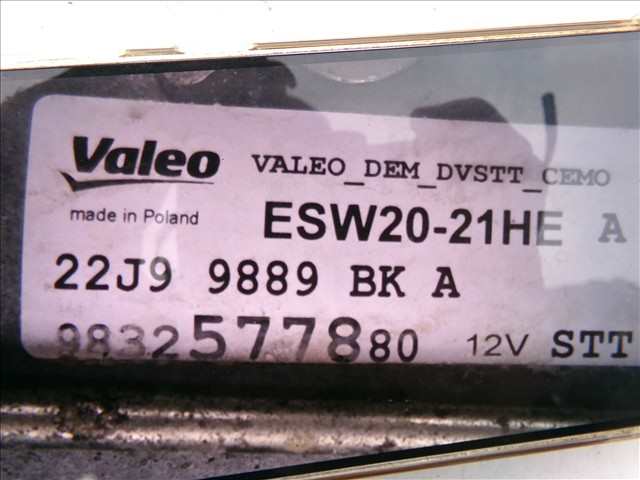 Valeo VALEO_DEM_DVSTT_CEMO
made in Poland ESW20-21HE A
22J9 9889 BK A
9832577880 12V STT